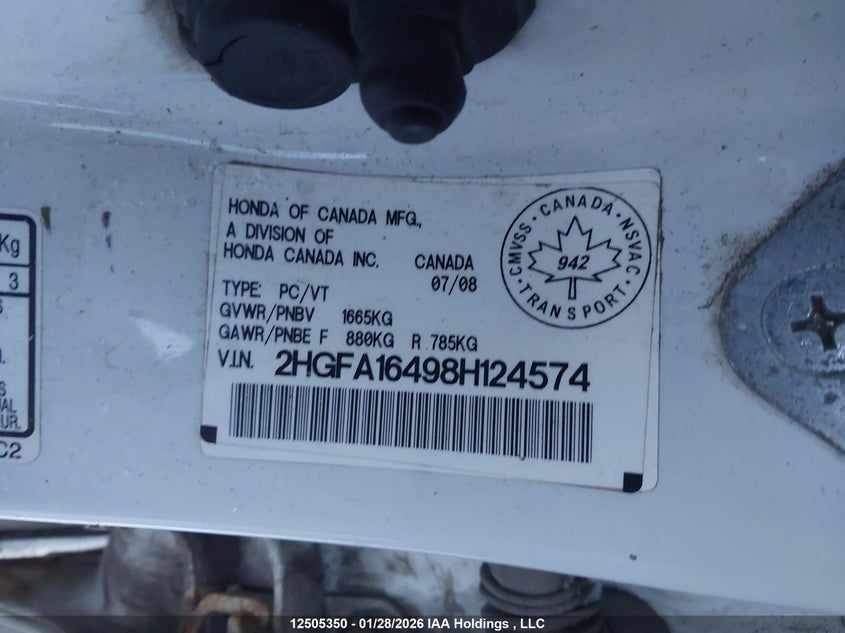 HONDA OF CANADA MFG.,
A DIVISION OF
HONDA CANADA INC. CANADA
07/08
TYPE: PC/VT
GVWR/PNBV 1665KG
GAWR/PNBE F 880KG R 785KG
V.I.N. 2HGFA16498H124574
CMVSS · CANADA · NSVAC
942
TRANSPORT
Kg
3
UR.
C2
12505350 - 01/28/2026 IAA Holdings , LLC